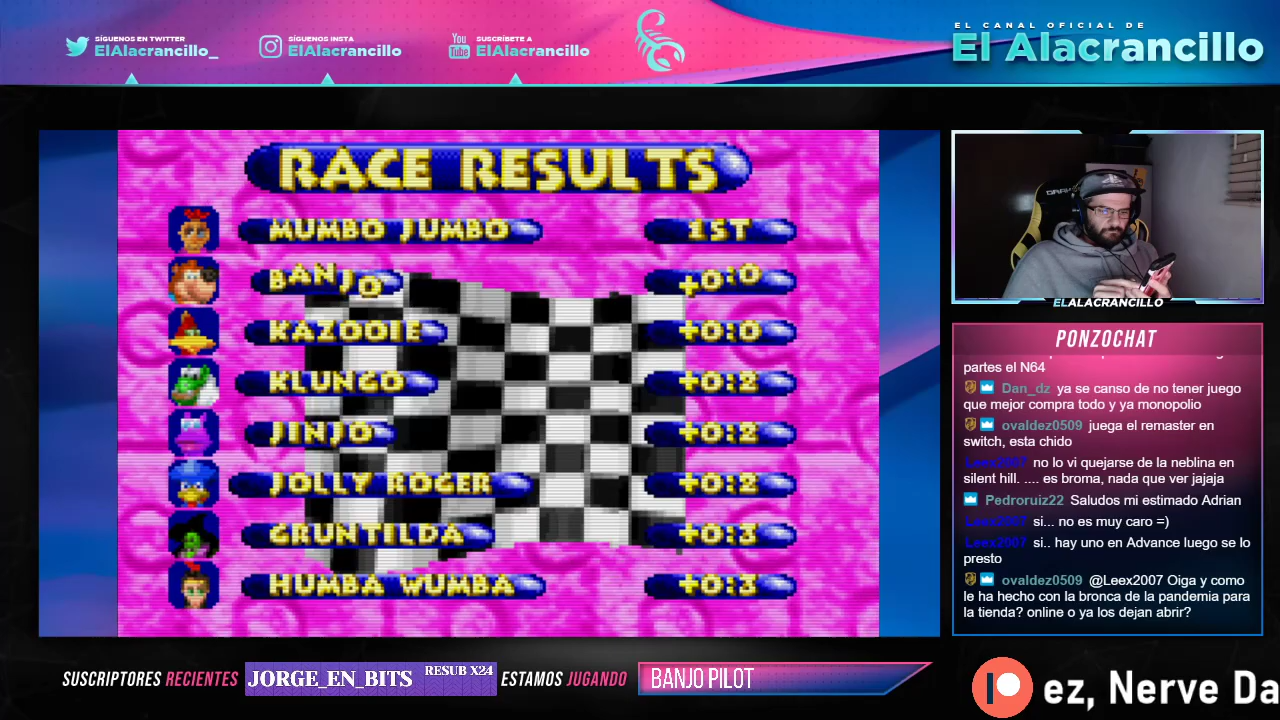 SÍGUENOS EN TWITTER
ElAlacrancillo_
SÍGUENOS INSTA
ElAlacrancillo
You
Tube
SUSCRÍBETE A
ElAlacrancillo
EL CANAL OFICIAL DE
El Alacrancillo
RACE RESULTS
MUMBO JUMBO 1ST
BANJO +0:0
KAZOOIE +0:0
KLUNGO +0:2
JINJO +0:2
JOLLY ROGER +0:2
GRUNTILDA +0:3
HUMBA WUMBA +0:3
ELALACRANCILLO
PONZOCHAT
partes el N64
Dan_dz ya se canso de no tener juego
que mejor compra todo y ya monopolio
ovaldez0509 juega el remaster en
switch, esta chido
Leex2007 no lo vi quejarse de la neblina en
silent hill. .... es broma, nada que ver jajaja
Pedroruiz22 Saludos mi estimado Adrian
Leex2007 si... no es muy caro =)
Leex2007 si.. hay uno en Advance luego se lo
presto
ovaldez0509 @Leex2007 Oiga y como
le ha hecho con la bronca de la pandemia para
la tienda? online o ya los dejan abrir?
SUSCRIPTORES RECIENTES
JORGE_EN_BITS RESUB X24
ESTAMOS JUGANDO
BANJO PILOT
ez, Nerve Da